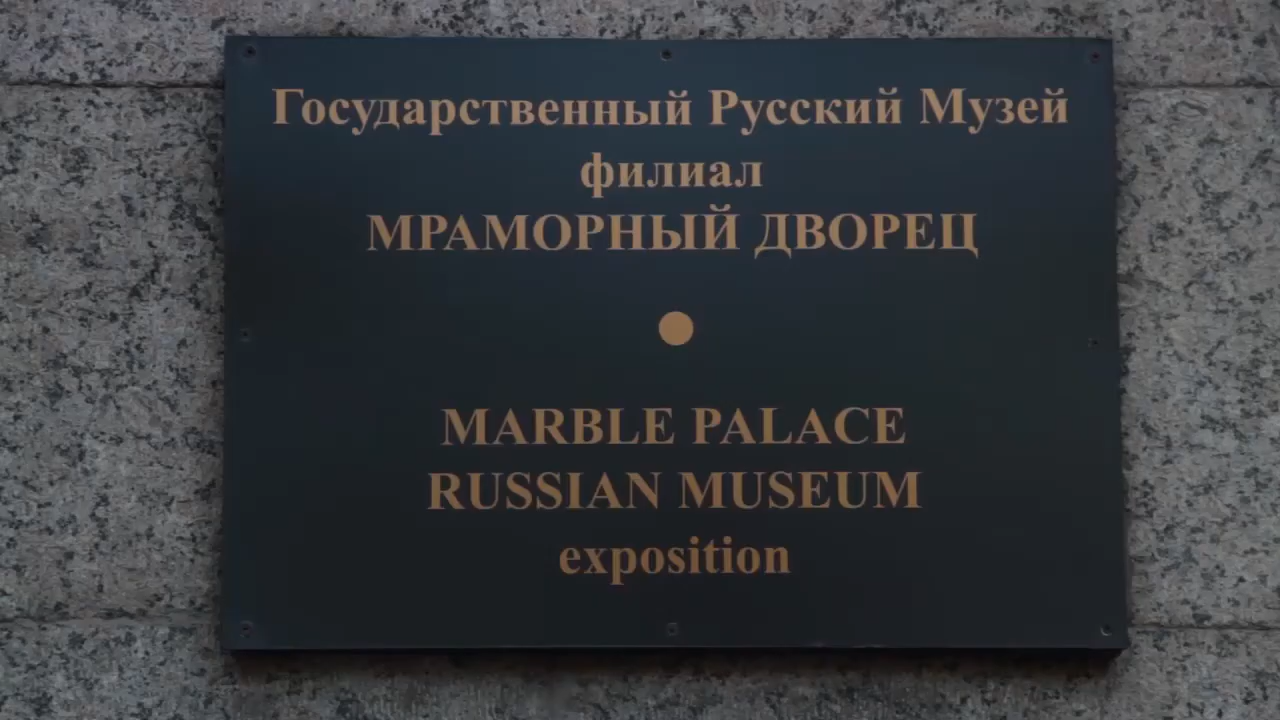 Государственный Русский Музей
филиал
МРАМОРНЫЙ ДВОРЕЦ
MARBLE PALACE
RUSSIAN MUSEUM
exposition